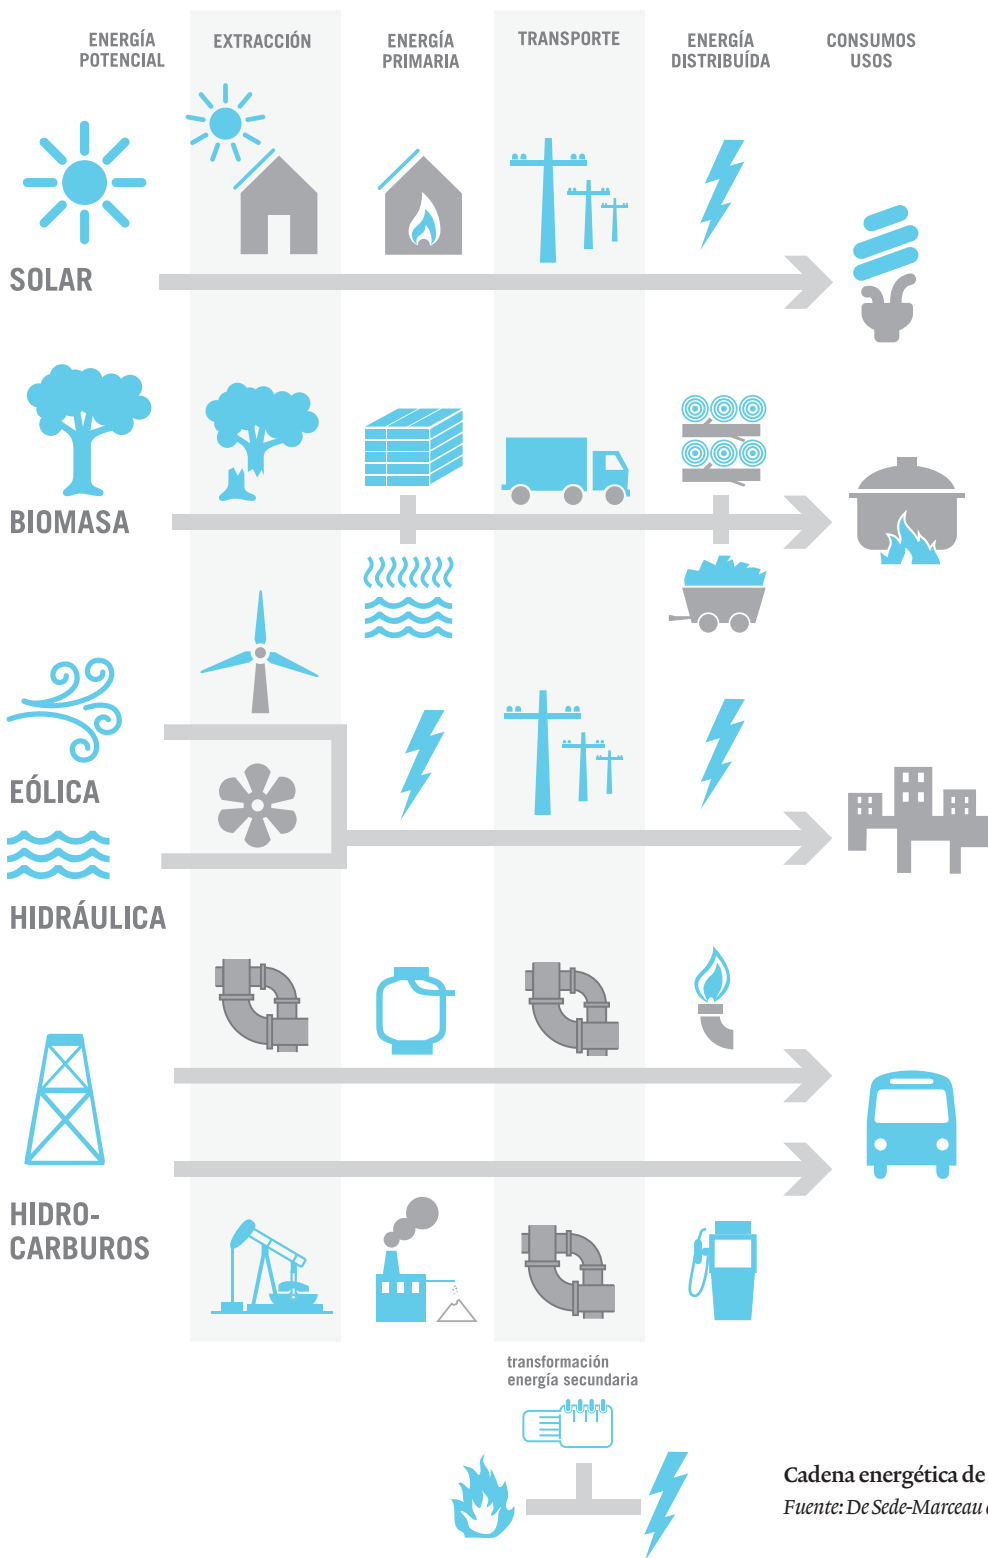 ENERGÍA
POTENCIAL
EXTRACCIÓN
ENERGÍA
PRIMARIA
TRANSPORTE
ENERGÍA
DISTRIBUÍDA
CONSUMOS
USOS
SOLAR
BIOMASA
EÓLICA
HIDRÁULICA
HIDRO-
CARBUROS
transformación
energía secundaria
Cadena energética de
Fuente: De Sede-Marceau